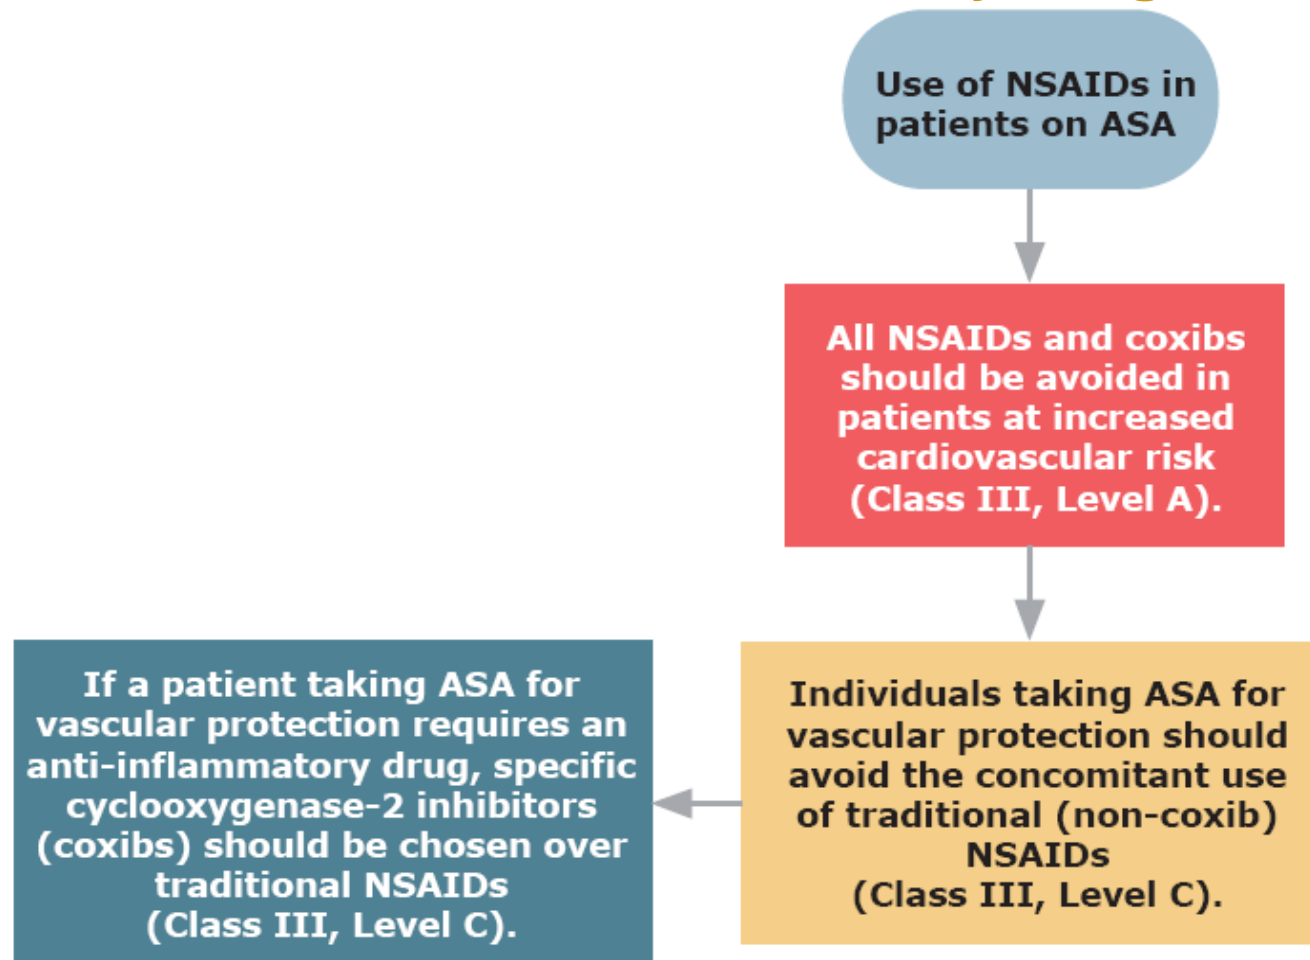 Use of NSAIDs in
patients on ASA
All NSAIDs and coxibs
should be avoided in
patients at increased
cardiovascular risk
(Class III, Level A).
Individuals taking ASA for
vascular protection should
avoid the concomitant use
of traditional (non-coxib)
NSAIDs
(Class III, Level C).
If a patient taking ASA for
vascular protection requires an
anti-inflammatory drug, specific
cyclooxygenase-2 inhibitors
(coxibs) should be chosen over
traditional NSAIDs
(Class III, Level C).